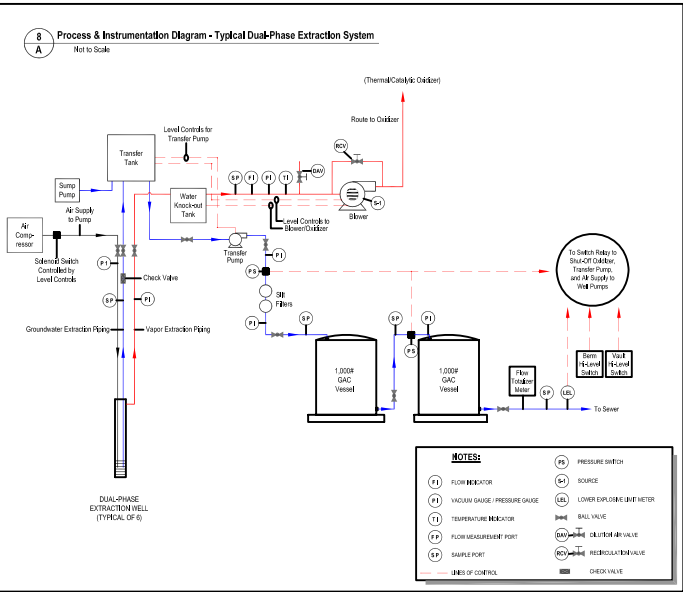 8
A
Process & Instrumentation Diagram - Typical Dual-Phase Extraction System
Not to Scale
(Thermal/Catalytic Oxidizer)
Route to Oxidizer
Level Controls for
Transfer Pump
Transfer
Tank
RCV
SP
FI
PI
TI
DAV
Sump
Pump
Water
Knock-out
Tank
Blower
S-1
Air Supply
to Pump
Level Controls to
Blower/Oxidizer
Air
Comp-
ressor
Transfer
Pump
Solenoid Switch
Controlled by
Level Controls
PI
PI
PS
To Switch Relay to
Shut-Off Oxidizer,
Transfer Pump,
and Air Supply to
Well Pumps
Check Valve
SP
PI
Silt
Filters
Groundwater Extraction Piping
Vapor Extraction Piping
PI
SP
SP
PI
PS
1,000#
GAC
Vessel
1,000#
GAC
Vessel
Berm
Hi-Level
Switch
Vault
Hi-Level
Switch
Flow
Totalizer
Meter
SP
LEL
To Sewer
DUAL-PHASE
EXTRACTION WELL
(TYPICAL OF 6)
NOTES:
FI FLOW INDICATOR
PI VACUUM GAUGE / PRESSURE GAUGE
TI TEMPERATURE INDICATOR
FP FLOW MEASUREMENT PORT
SP SAMPLE PORT
LINES OF CONTROL
PS PRESSURE SWITCH
S-1 SOURCE
LEL LOWER EXPLOSIVE LIMIT METER
BALL VALVE
DAV DILUTION AIR VALVE
RCV RECIRCULATION VALVE
CHECK VALVE